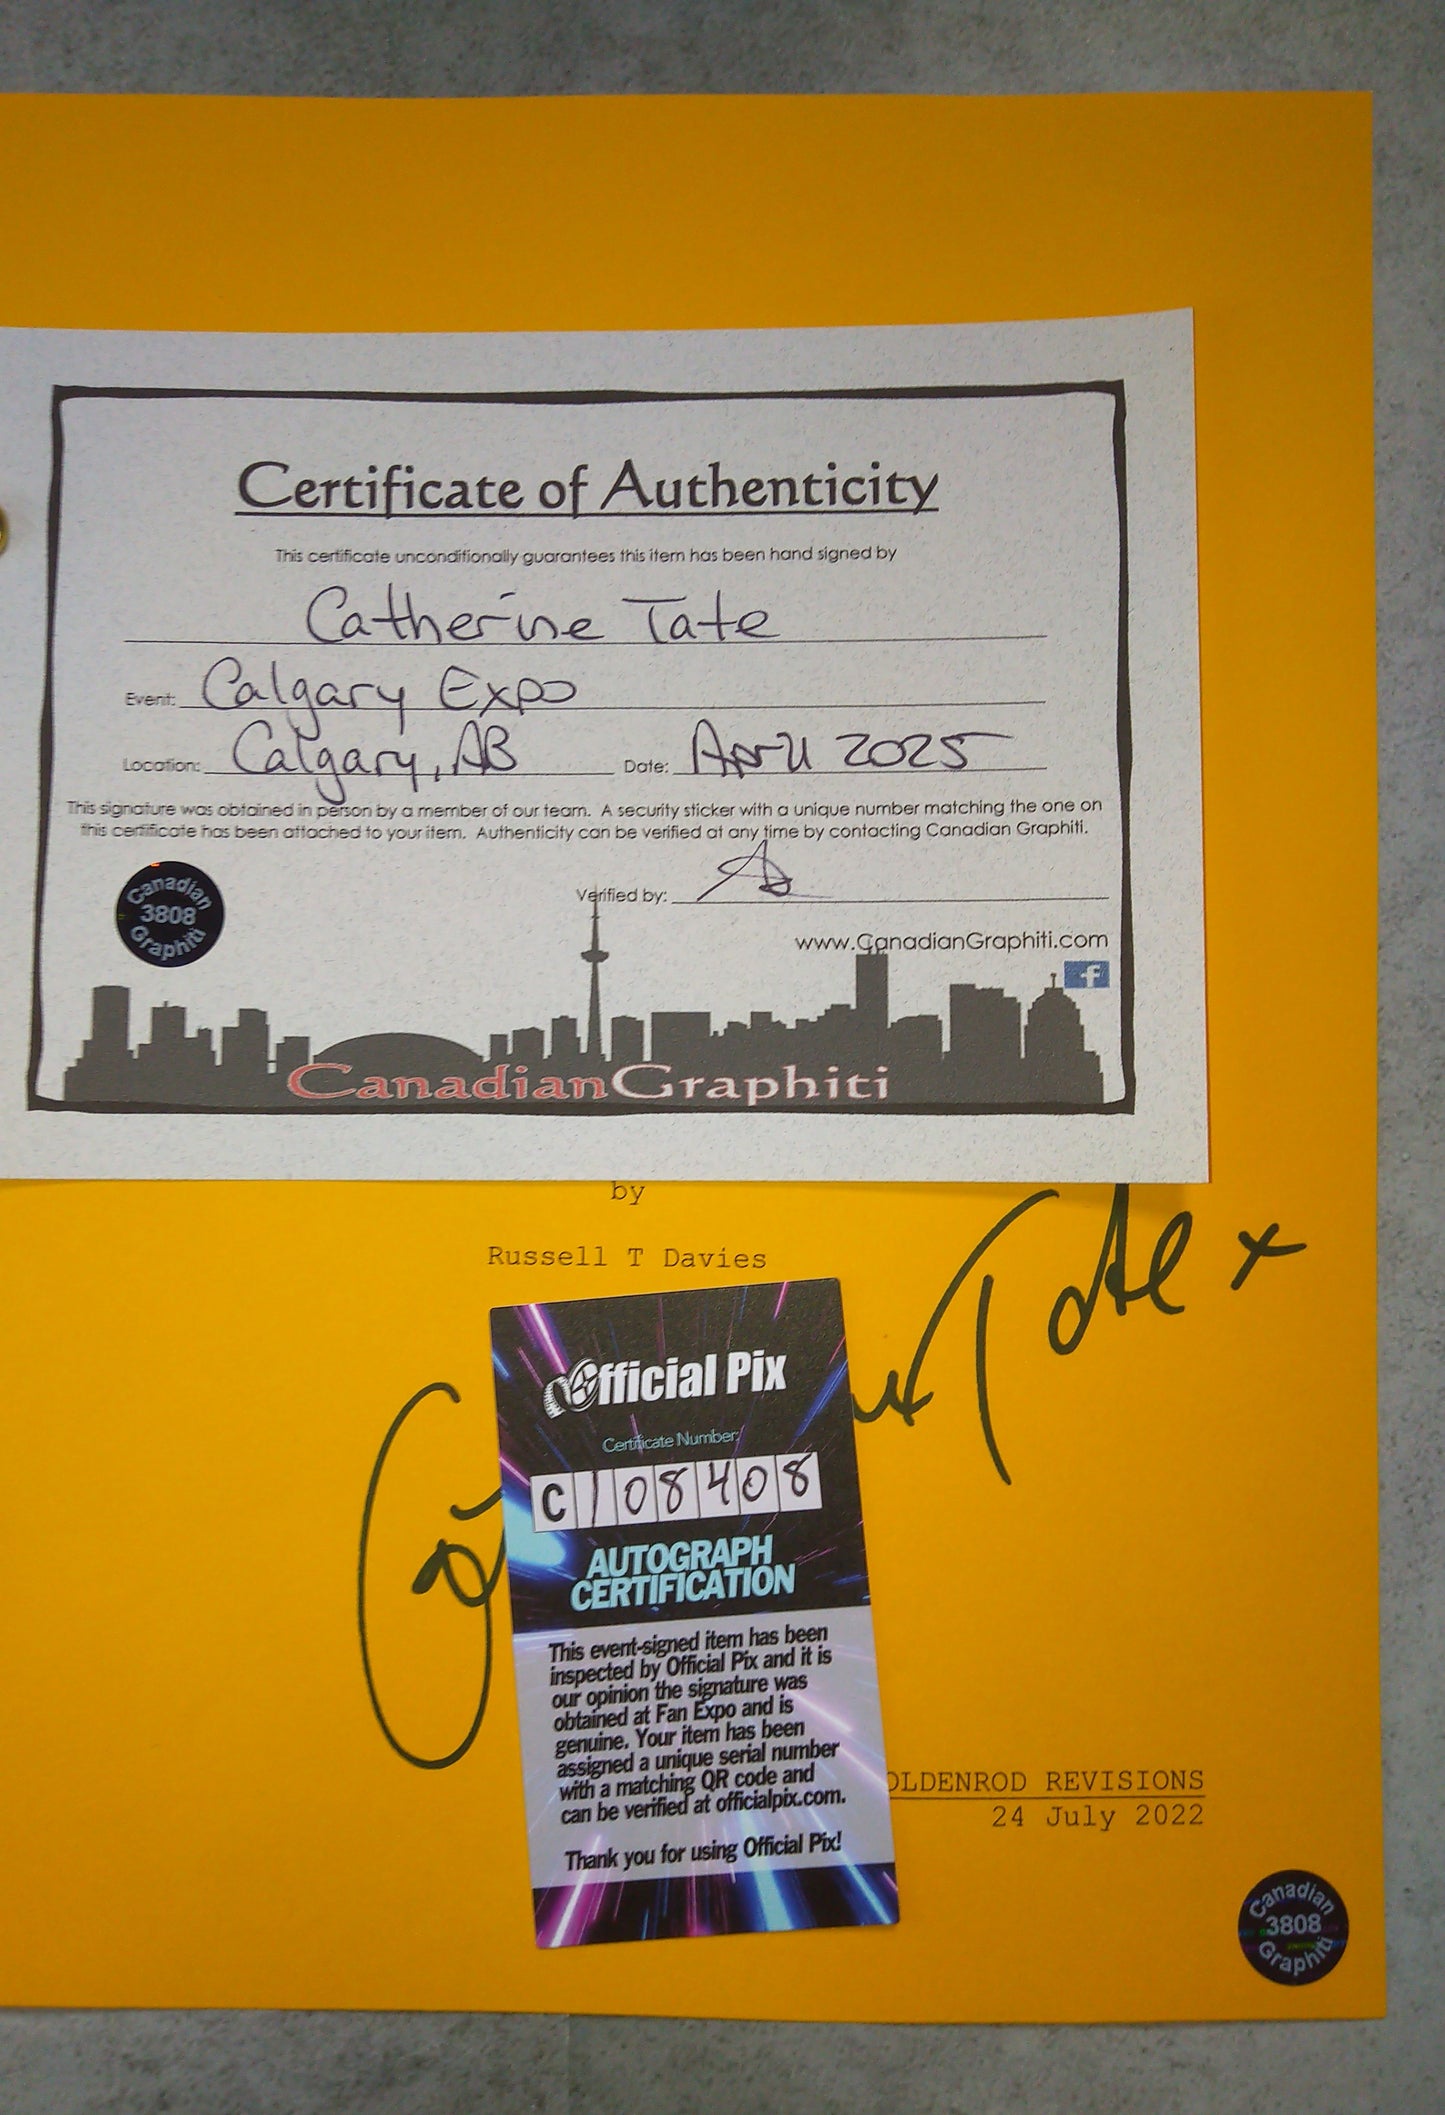 Certificate of Authenticity
This certificate unconditionally guarantees this item has been hand signed by
Catherine Tate
Event: Calgary Expo
Location: Calgary, AB Date: April 2025
This signature was obtained in person by a member of our team. A security sticker with a unique number matching the one on
this certificate has been attached to your item. Authenticity can be verified at any time by contacting Canadian Graphiti.
Canadian
3808
Graphiti
Verified by:
www.CanadianGraphiti.com
f
CanadianGraphiti
by
Russell T Davies
Tate x
Official Pix
Certificate Number:
C108408
AUTOGRAPH
CERTIFICATION
This event-signed item has been
inspected by Official Pix and it is
our opinion the signature was
obtained at Fan Expo and is
genuine. Your item has been
assigned a unique serial number
with a matching QR code and
can be verified at officialpix.com.
Thank you for using Official Pix!
OLDENROD REVISIONS
24 July 2022
Canadian
3808
Graphiti